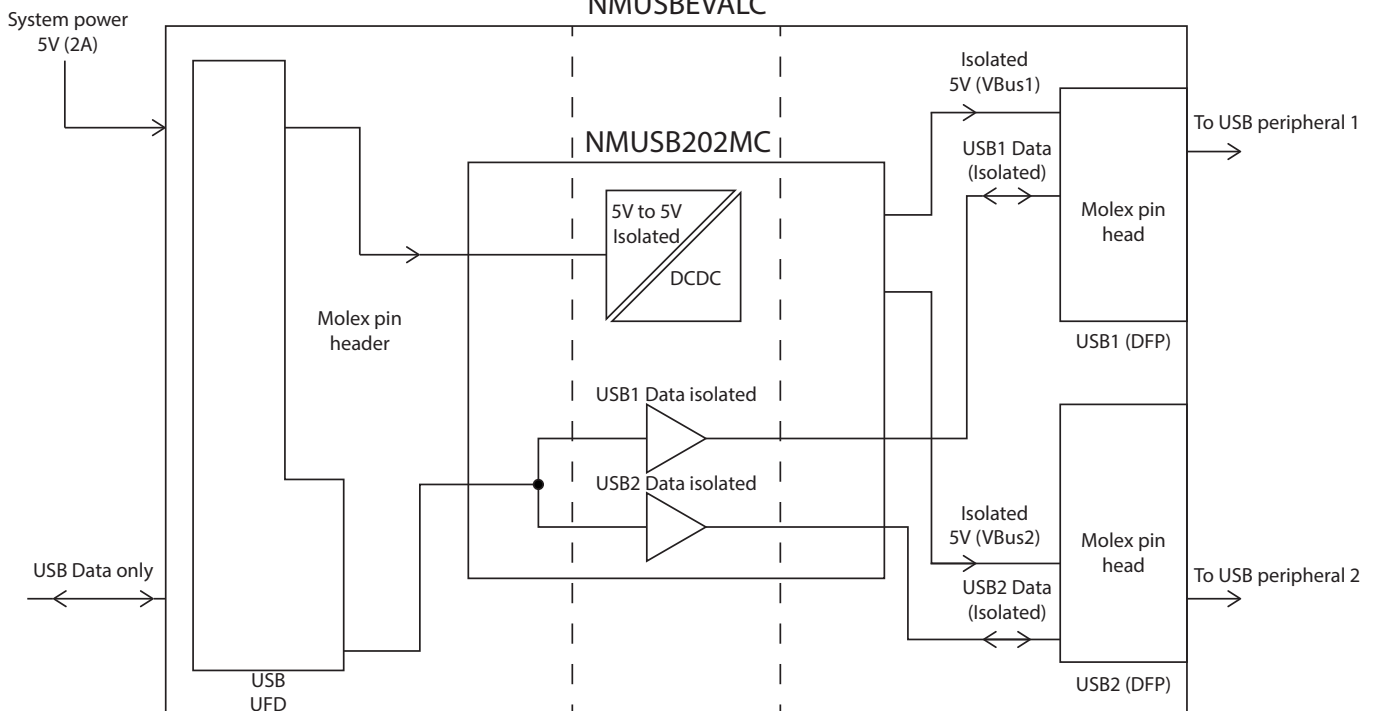 NMUSBEVALC
System power
5V (2A)
Isolated
5V (VBus1)
To USB peripheral 1
NMUSB202MC
USB1 Data
(Isolated)
5V to 5V
Isolated
DCDC
Molex pin
head
Molex pin
header
USB1 (DFP)
USB1 Data isolated
USB2 Data isolated
Isolated
5V (VBus2)
Molex pin
head
USB Data only
To USB peripheral 2
USB2 Data
(Isolated)
USB
UFD
USB2 (DFP)